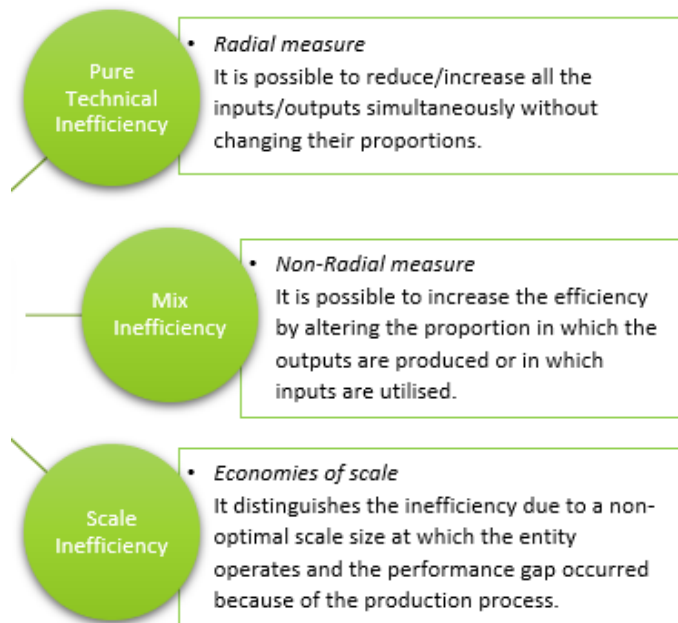 Pure
Technical
Inefficiency
• Radial measure
It is possible to reduce/increase all the
inputs/outputs simultaneously without
changing their proportions.
Mix
Inefficiency
• Non-Radial measure
• It is possible to increase the efficiency
by altering the proportion in which the
outputs are produced or in which
inputs are utilised.
Scale
Inefficiency
• Economies of scale
It distinguishes the inefficiency due to a non-
optimal scale size at which the entity
operates and the performance gap occurred
because of the production process.